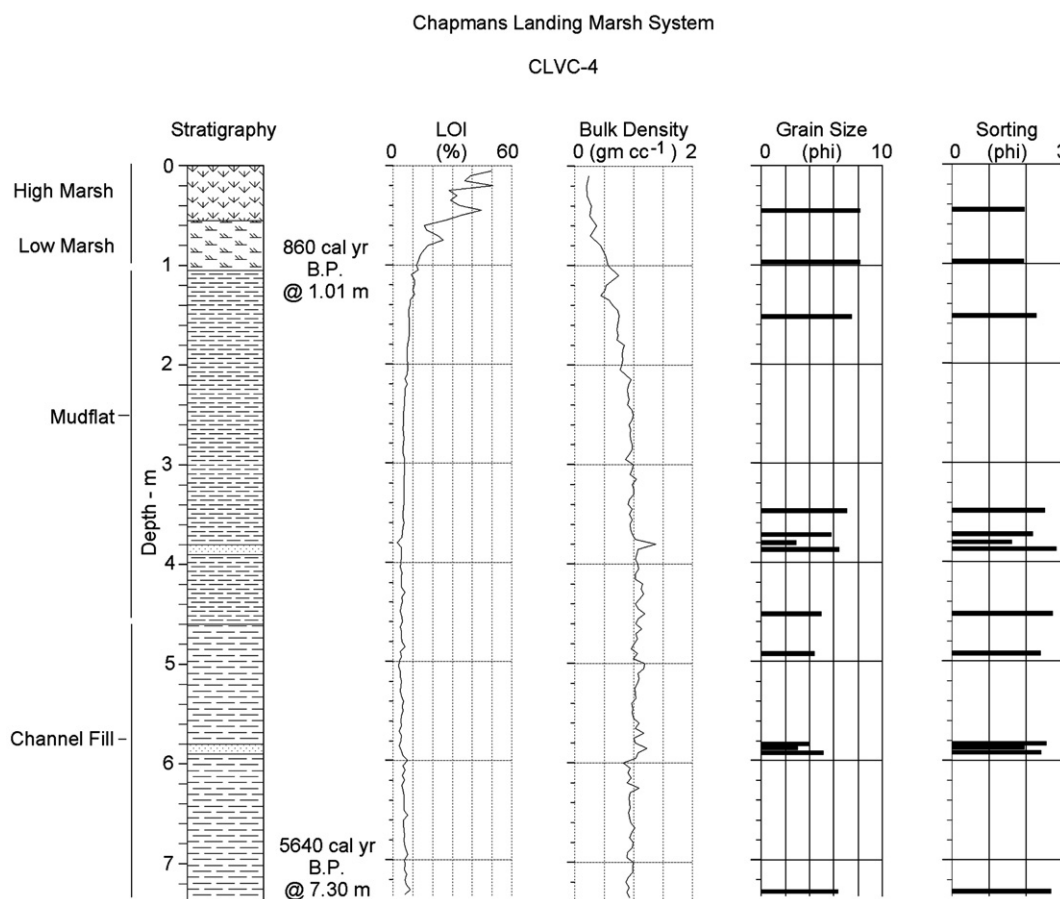 Chapmans Landing Marsh System
CLVC-4
Stratigraphy
LOI
(%)
0 60
Bulk Density
0 (gm cc⁻¹) 2
Grain Size
(phi)
0 10
Sorting
(phi)
0 3
High Marsh
Low Marsh
Mudflat
Channel Fill
Depth - m
0
1
2
3
4
5
6
7
860 cal yr
B.P.
@ 1.01 m
5640 cal yr
B.P.
@ 7.30 m